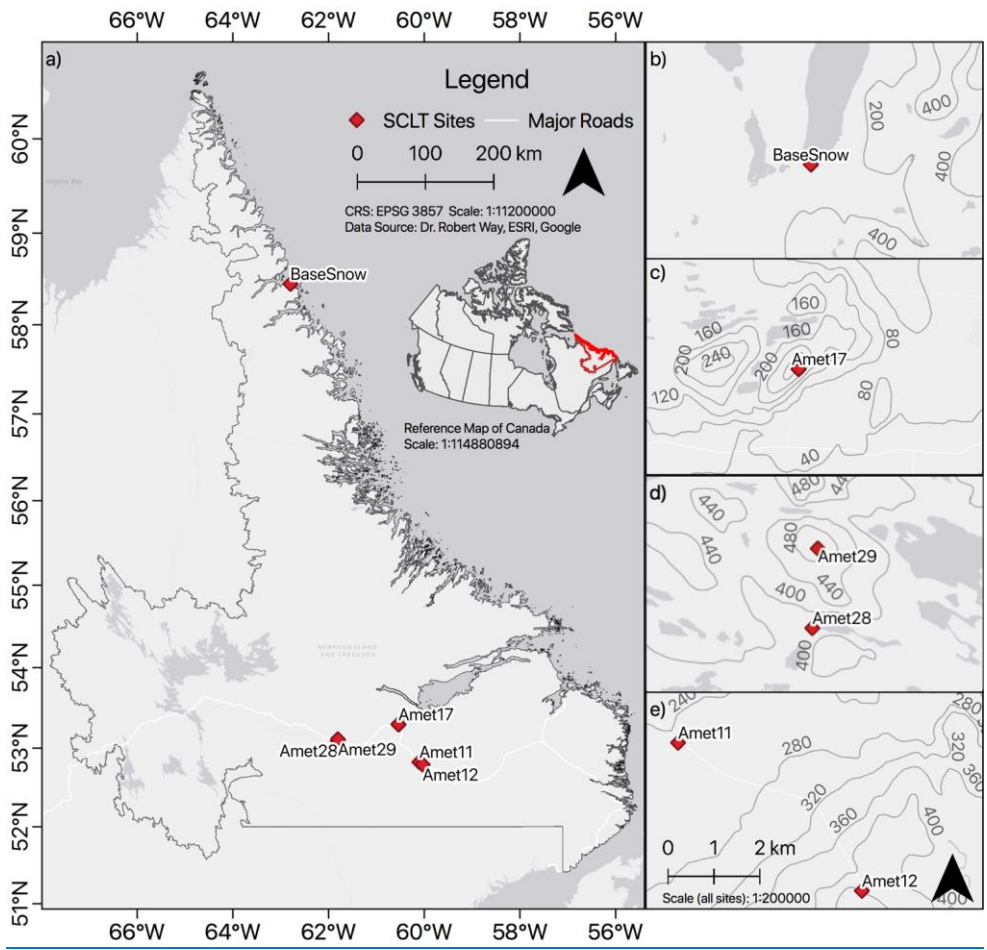 66°W 64°W 62°W 60°W 58°W 56°W
a)
Legend
SCLT Sites Major Roads
0 100 200 km
CRS: EPSG 3857 Scale: 1:11200000
Data Source: Dr. Robert Way, ESRI, Google
60°N
59°N
58°N
57°N
56°N
55°N
54°N
53°N
52°N
51°N
BaseSnow
Reference Map of Canada
Scale: 1:114880894
NEWFOUNDLAND
AND LABRADOR
Amet17
Amet28 Amet29
Amet11
Amet12
66°W 64°W 62°W 60°W 58°W 56°W
b)
400
200
BaseSnow
400
400
c)
160
160
160
80
200
240
200
Amet17
120
80
40
d)
480
440
440
480
Amet29
440
400
Amet28
400
e)
240
280
Amet11
280
320
320
360
360
400
0 1 2 km
Amet12
Scale (all sites): 1:200000
400